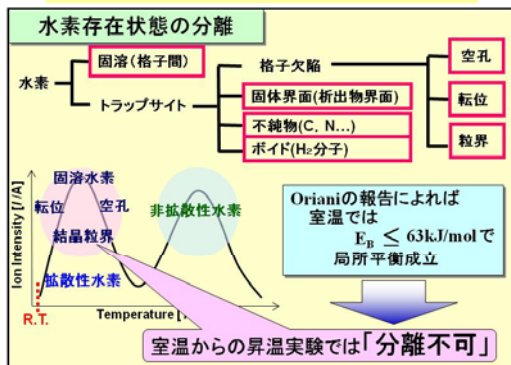 水素存在状態の分離
水素
固溶(格子間)
トラップサイト
格子欠陥
固体界面(析出物界面)
不純物(C, N...)
ボイド(H2分子)
空孔
転位
粒界
Ion Intensity [I/A]
固溶水素
転位 空孔
結晶粒界
拡散性水素
非拡散性水素
R.T.
Temperature [
Orianiの報告によれば
室温では
EB ≤ 63kJ/molで
局所平衡成立
室温からの昇温実験では「分離不可」